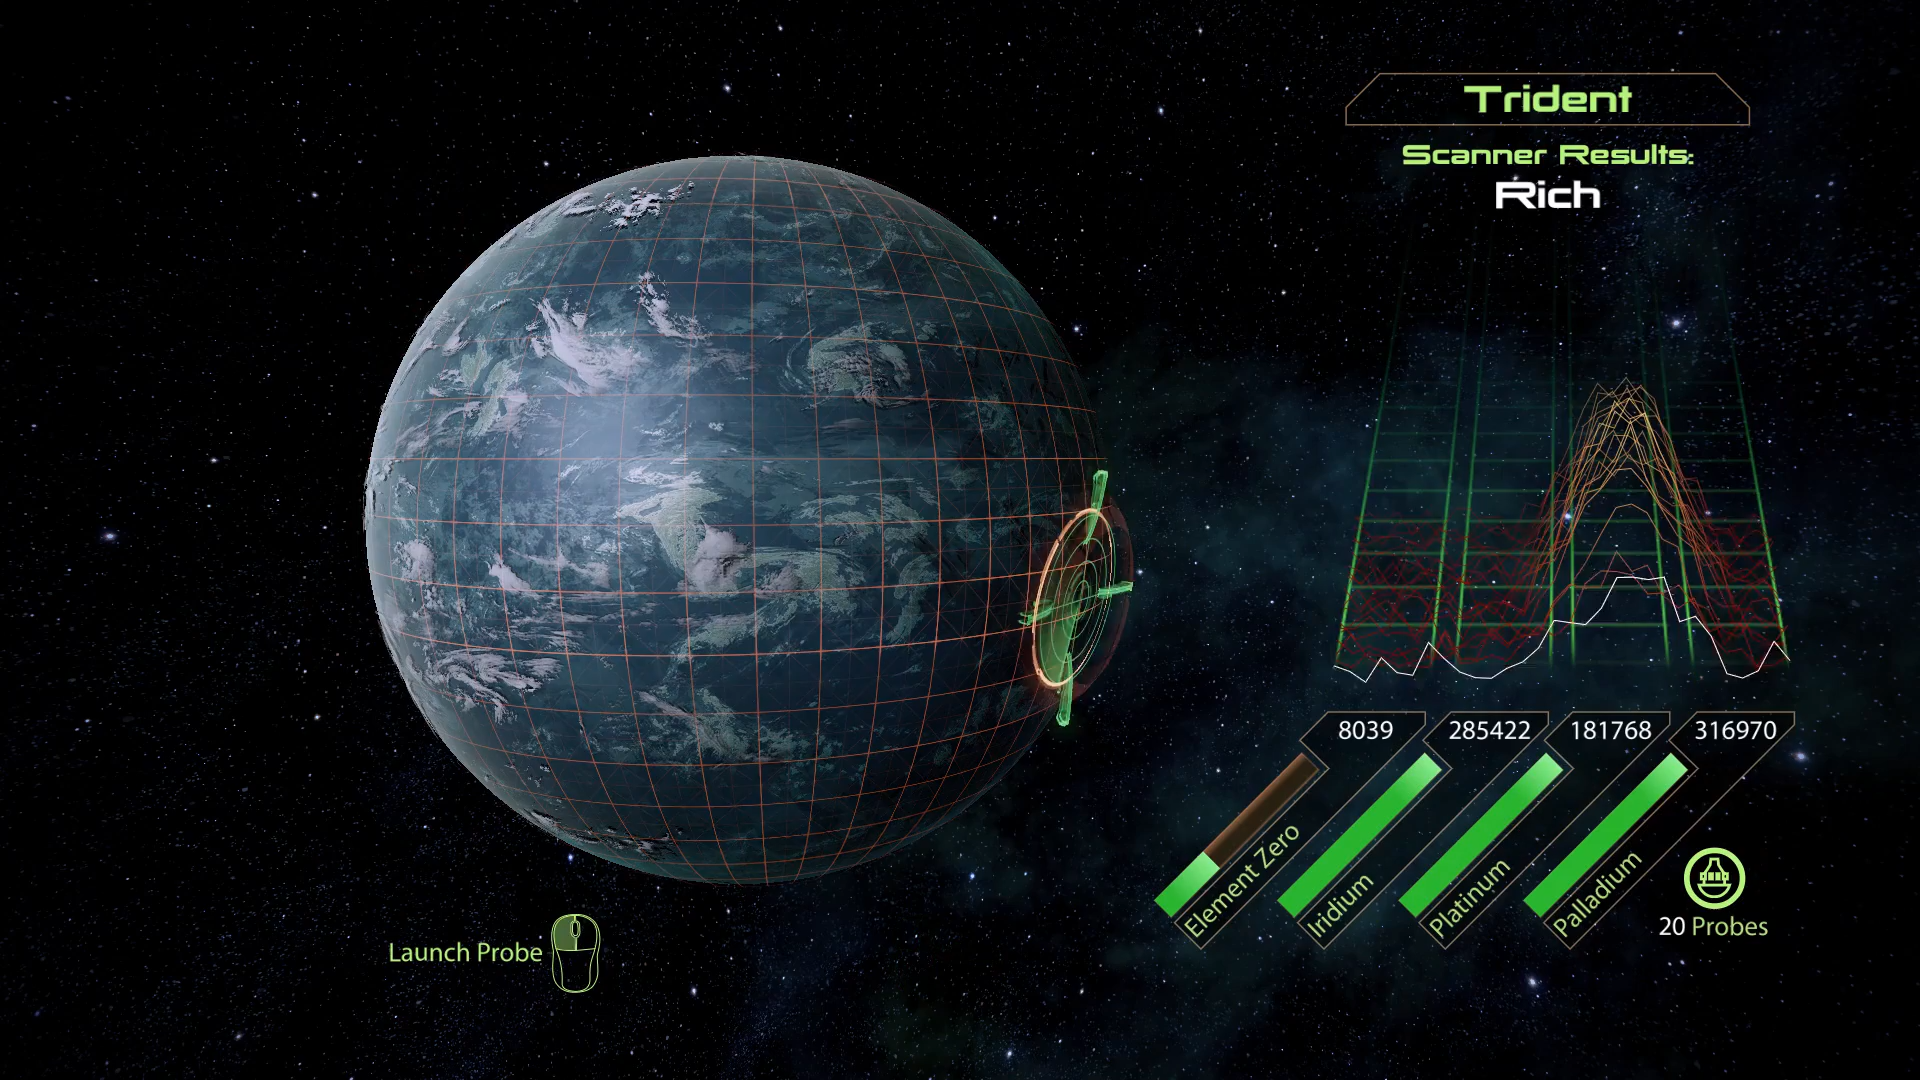 Trident
Scanner Results:
Rich
8039 285422 181768 316970
Element Zero
Iridium
Platinum
Palladium
20 Probes
Launch Probe